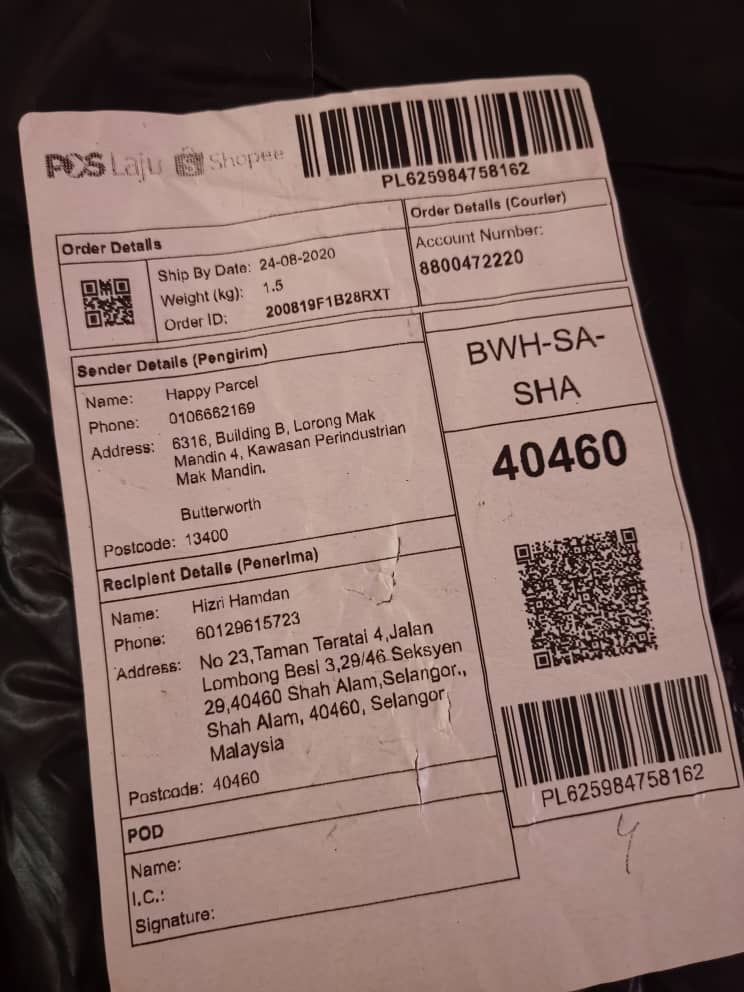 POS Laju Shopee
PL625984758162
Order Details
Ship By Date: 24-08-2020
Weight (kg): 1.5
Order ID: 200819F1B28RXT
Order Details (Courier)
Account Number:
8800472220
Sender Details (Pengirim)
Name: Happy Parcel
Phone: 0106662169
Address: 6316, Building B, Lorong Mak
Mandin 4, Kawasan Perindustrian
Mak Mandin.
Butterworth
Postcode: 13400
BWH-SA-
SHA
40460
Recipient Details (Penerima)
Name: Hizri Hamdan
Phone: 60129615723
Address: No 23,Taman Teratai 4,Jalan
Lombong Besi 3,29/46 Seksyen
29,40460 Shah Alam,Selangor.,
Shah Alam, 40460, Selangor
Malaysia
Postcode: 40460
PL625984758162
POD
Name:
I.C.:
Signature: